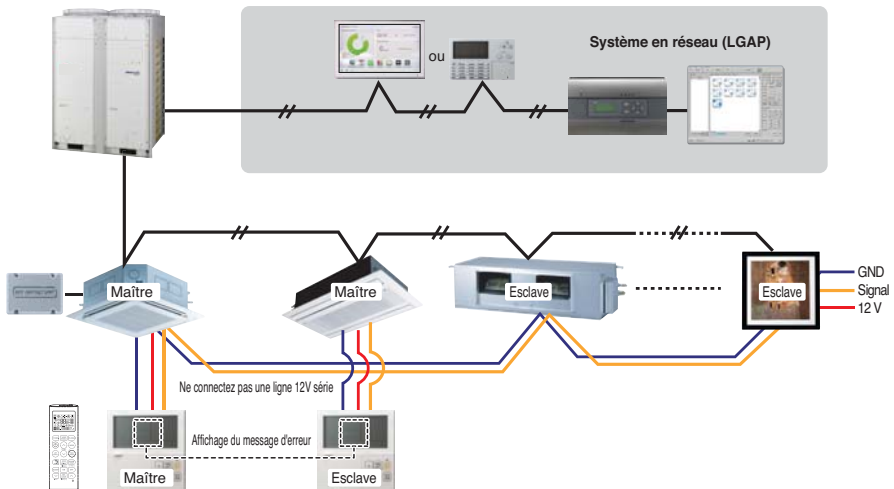 ou
Système en réseau (LGAP)
Maître
Maître
Esclave
Esclave
GND
Signal
12 V
Ne connectez pas une ligne 12V série
Affichage du message d'erreur
Maître
Esclave